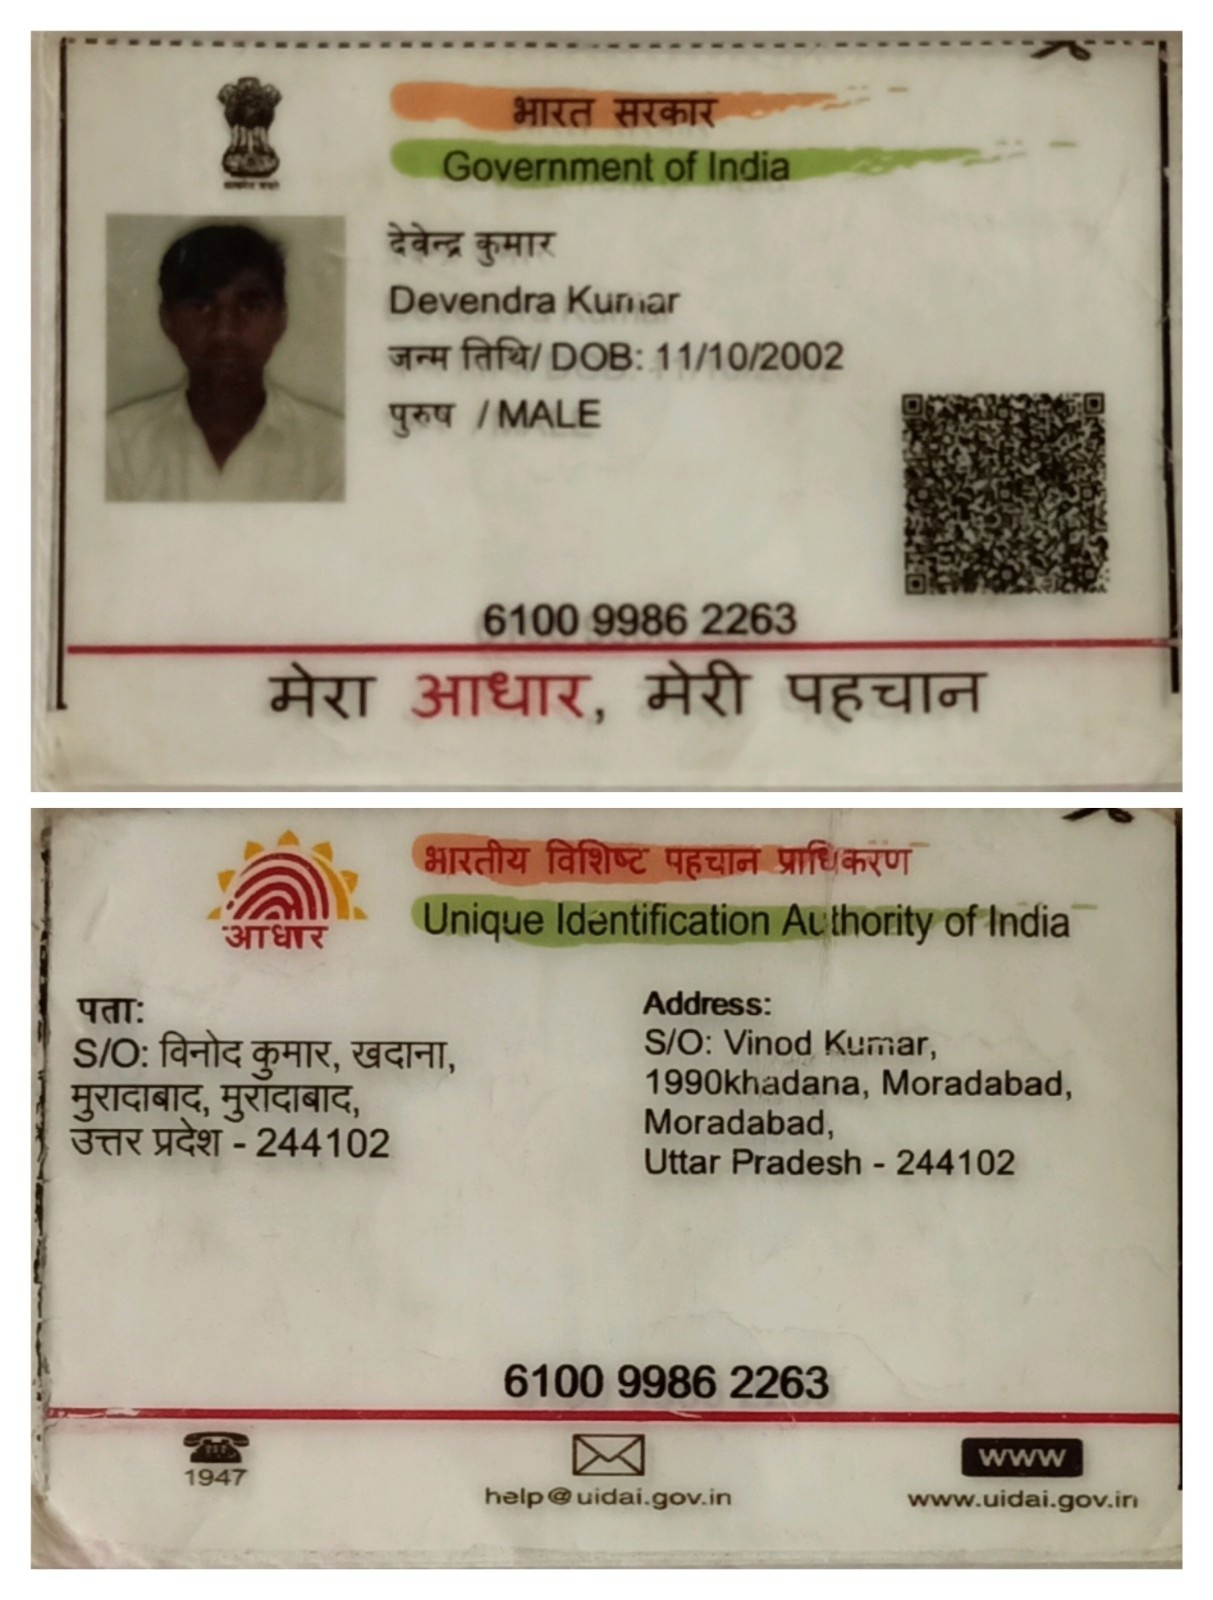 भारत सरकार
Government of India
देवेन्द्र कुमार
Devendra Kumar
जन्म तिथि/ DOB: 11/10/2002
पुरुष / MALE
6100 9986 2263
मेरा आधार, मेरी पहचान
भारतीय विशिष्ट पहचान प्राधिकरण
Unique Identification Authority of India
आधार
पता:
S/O: विनोद कुमार, खदाना,
मुरादाबाद, मुरादाबाद,
उत्तर प्रदेश - 244102
Address:
S/O: Vinod Kumar,
1990khadana, Moradabad,
Moradabad,
Uttar Pradesh - 244102
6100 9986 2263
1947
help@uidai.gov.in
WWW
www.uidai.gov.in